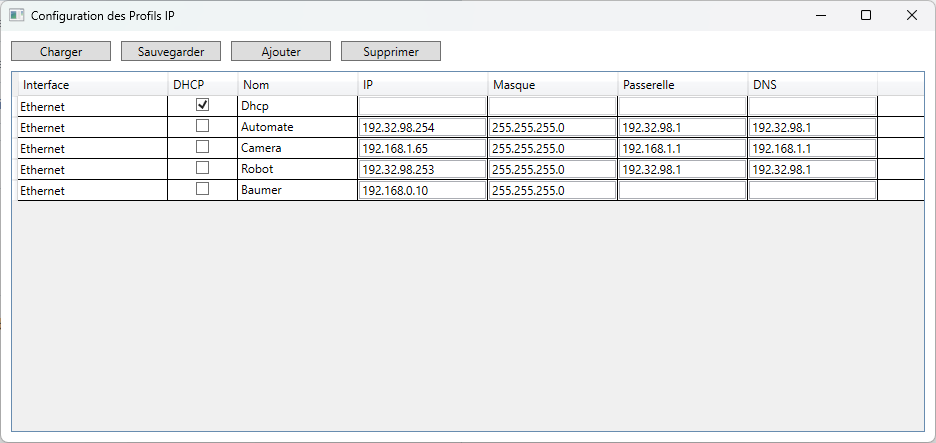 Configuration des Profils IP
Charger Sauvegarder Ajouter Supprimer
Interface DHCP Nom IP Masque Passerelle DNS
Ethernet Dhcp
Ethernet Automate 192.32.98.254 255.255.255.0 192.32.98.1 192.32.98.1
Ethernet Camera 192.168.1.65 255.255.255.0 192.168.1.1 192.168.1.1
Ethernet Robot 192.32.98.253 255.255.255.0 192.32.98.1 192.32.98.1
Ethernet Baumer 192.168.0.10 255.255.255.0